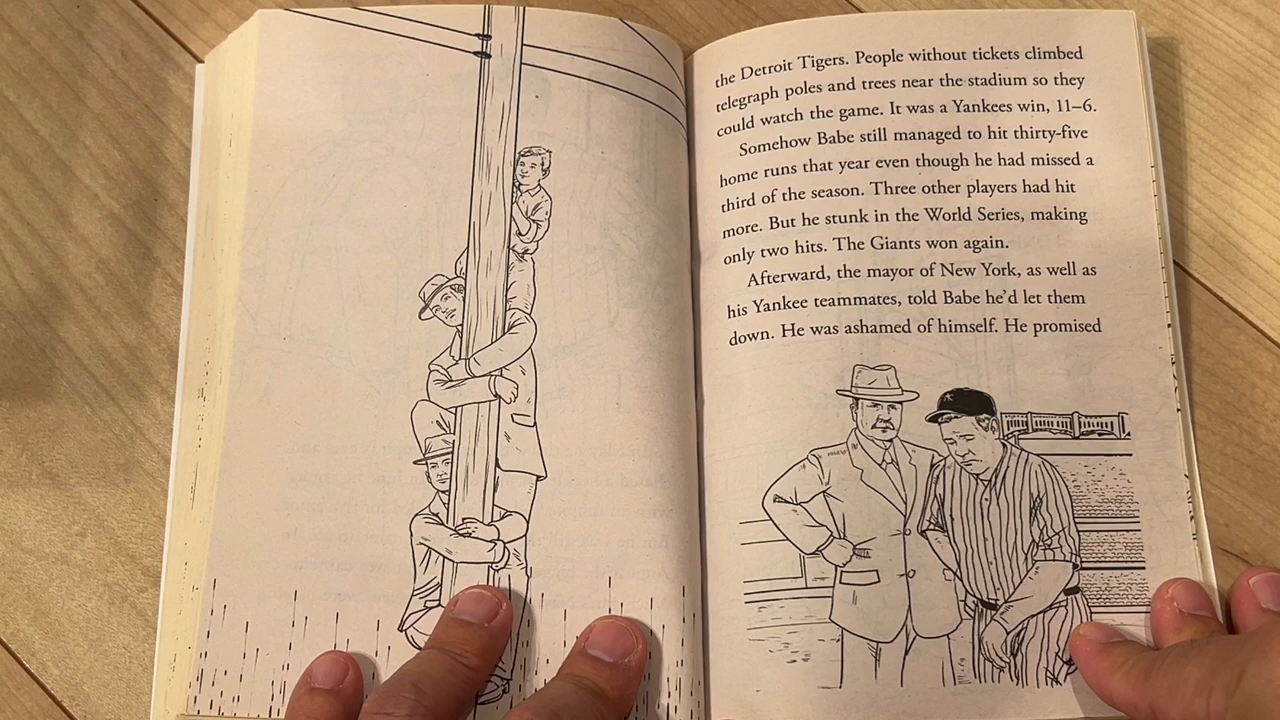 the Detroit Tigers. People without tickets climbed
telegraph poles and trees near the stadium so they
could watch the game. It was a Yankees win, 11–6.
Somehow Babe still managed to hit thirty-five
home runs that year even though he had missed a
third of the season. Three other players had hit
more. But he stunk in the World Series, making
only two hits. The Giants won again.
Afterward, the mayor of New York, as well as
his Yankee teammates, told Babe he’d let them
down. He was ashamed of himself. He promised